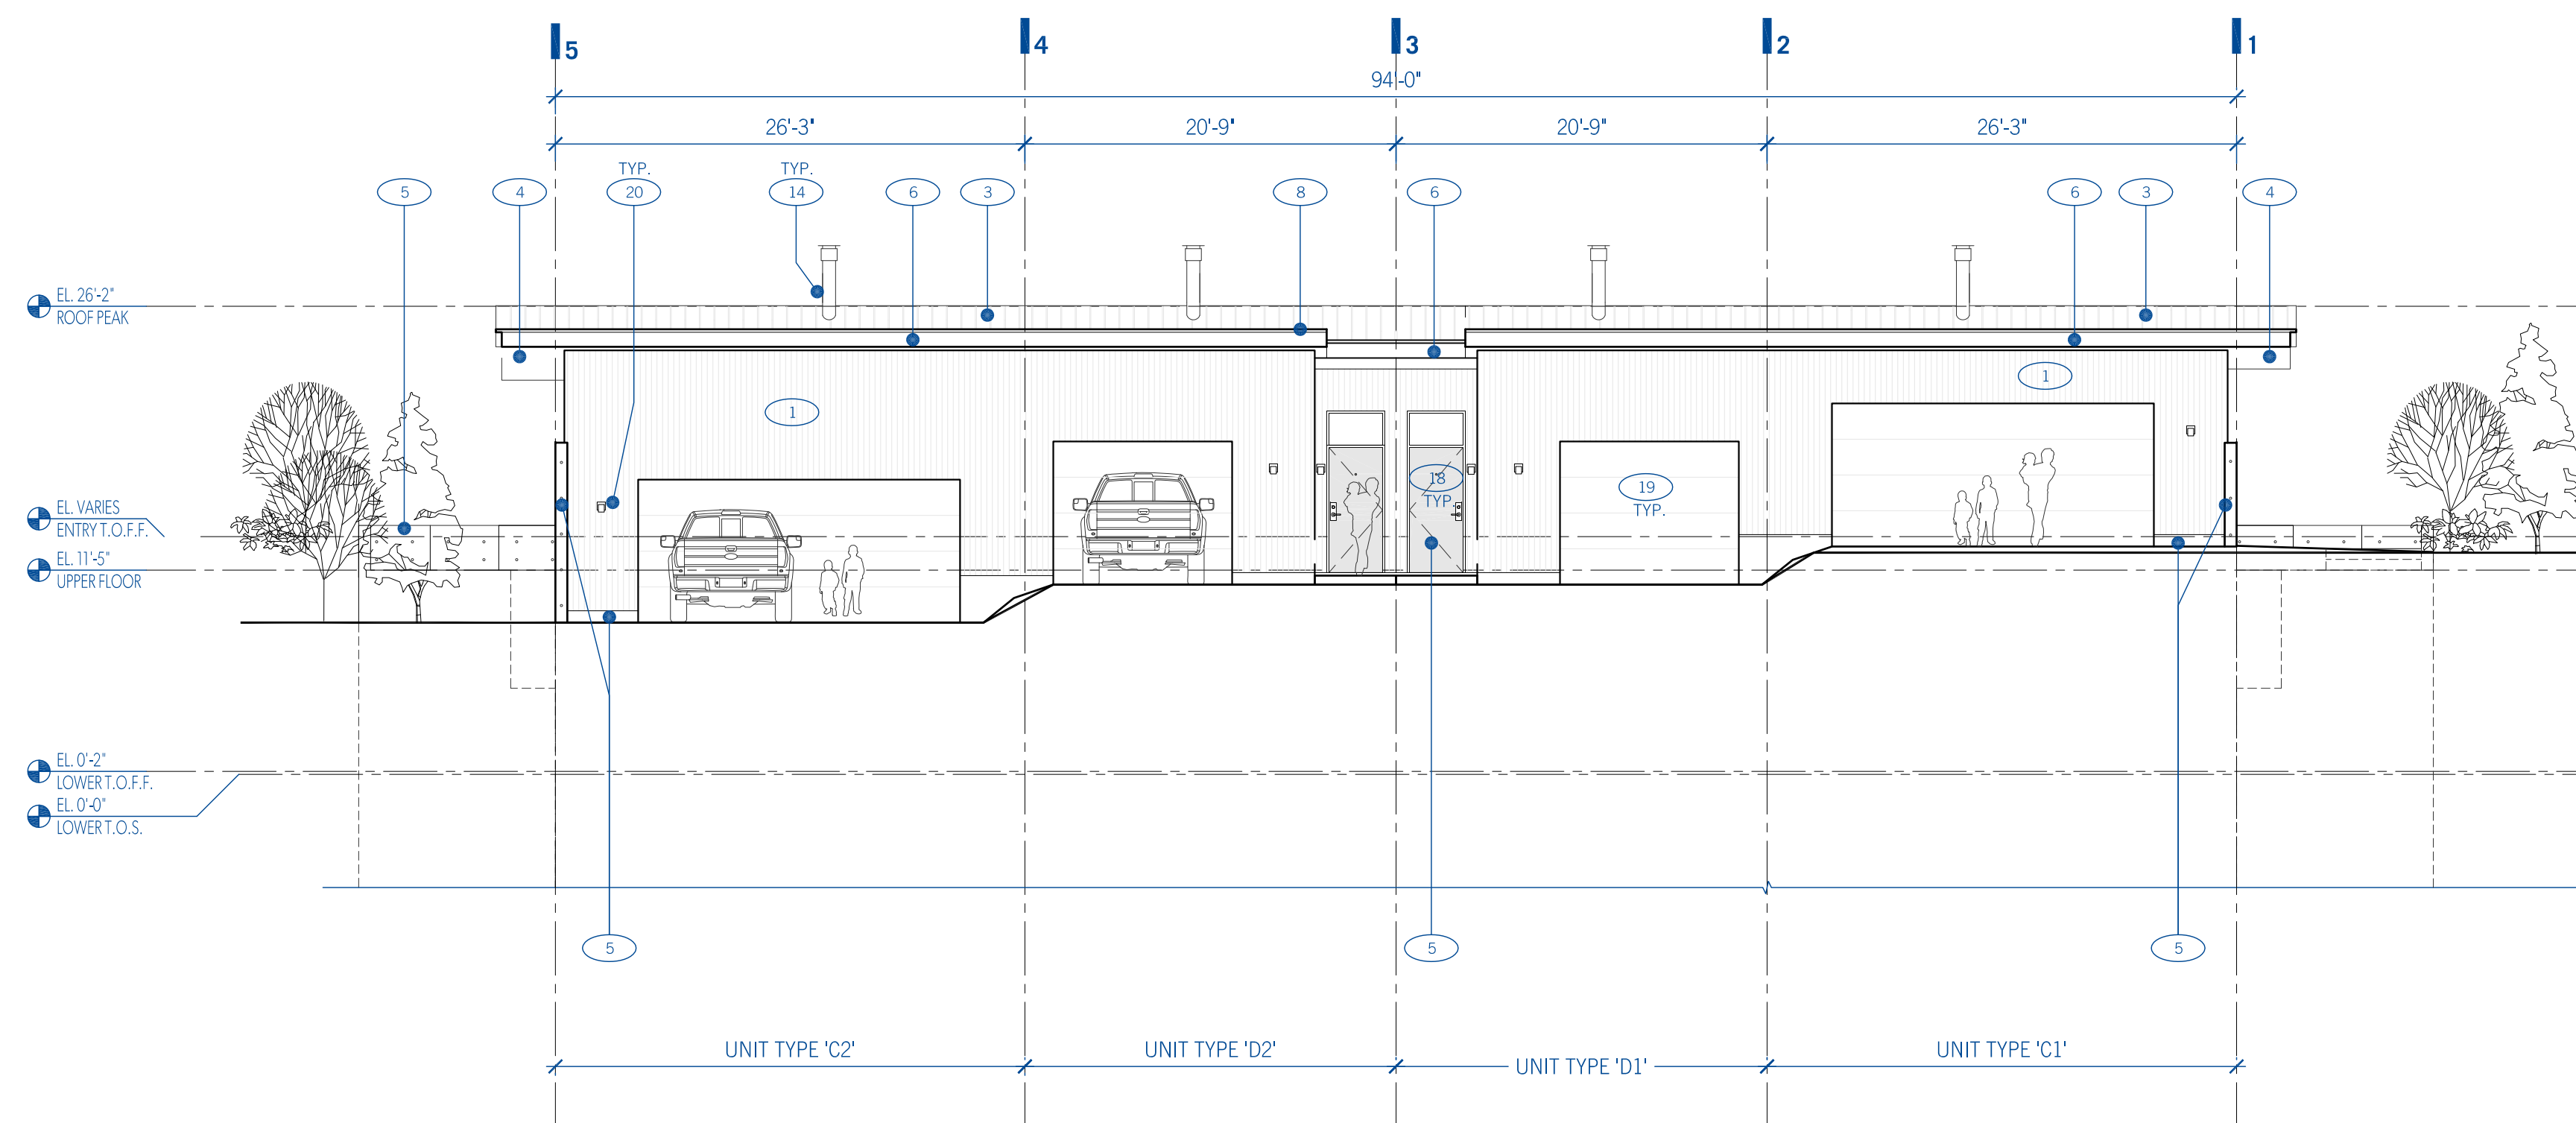 5
4
3
2
1
94'-0"
26'-3"
20'-9"
20'-9"
26'-3"
TYP.
TYP.
5
4
20
14
6
3
8
6
6
3
4
EL. 26'-2"
ROOF PEAK
1
1
18
TYP.
19
TYP.
EL. VARIES
ENTRY T.O.F.F.
EL. 11'-5"
UPPER FLOOR
EL. 0'-2"
LOWER T.O.F.F.
EL. 0'-0"
LOWER T.O.S.
5
5
5
UNIT TYPE 'C2'
UNIT TYPE 'D2'
UNIT TYPE 'D1'
UNIT TYPE 'C1'